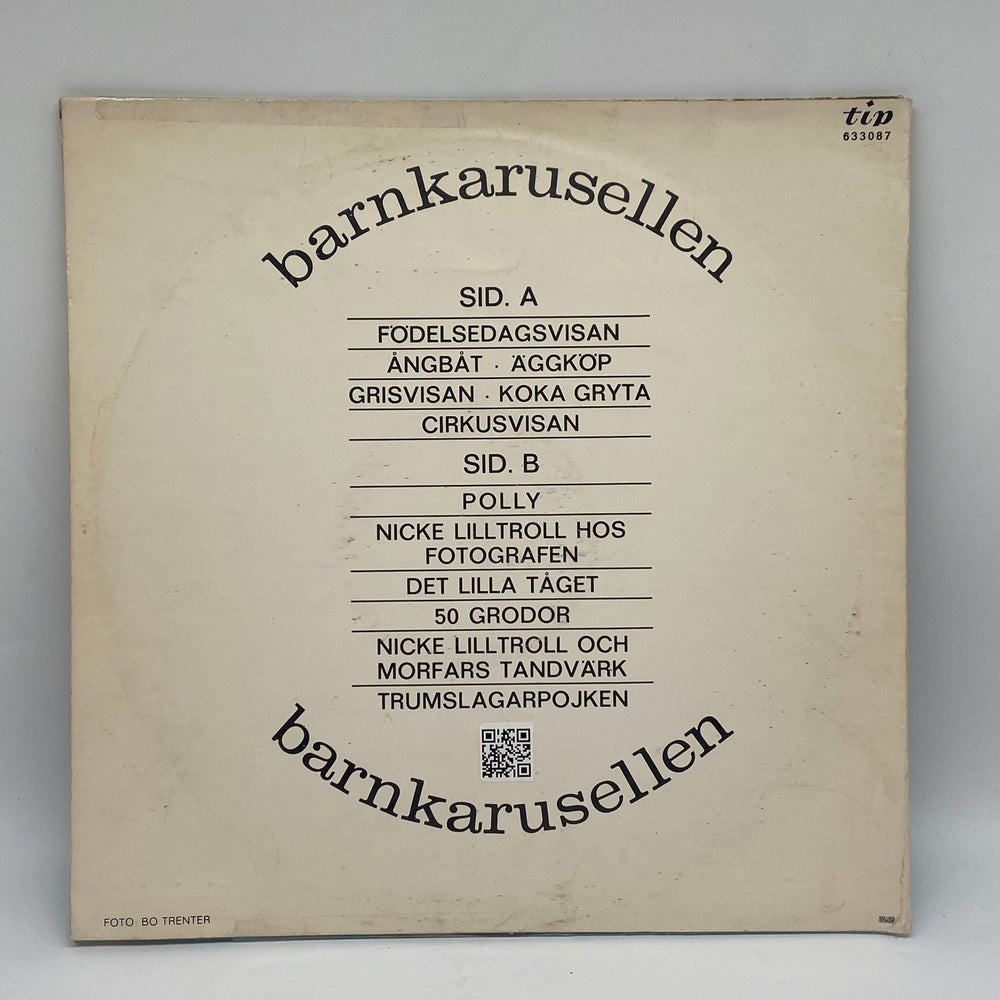 tip
633087
barnkarusellen
SID. A
FÖDELSEDAGSVISAN
ÅNGBÅT · ÄGGKÖP
GRISVISAN · KOKA GRYTA
CIRKUSVISAN
SID. B
POLLY
NICKE LILLTROLL HOS
FOTOGRAFEN
DET LILLA TÅGET
50 GRODOR
NICKE LILLTROLL OCH
MORFARS TANDVÄRK
TRUMSLAGARPOJKEN
barnkarusellen
FOTO BO TRENTER